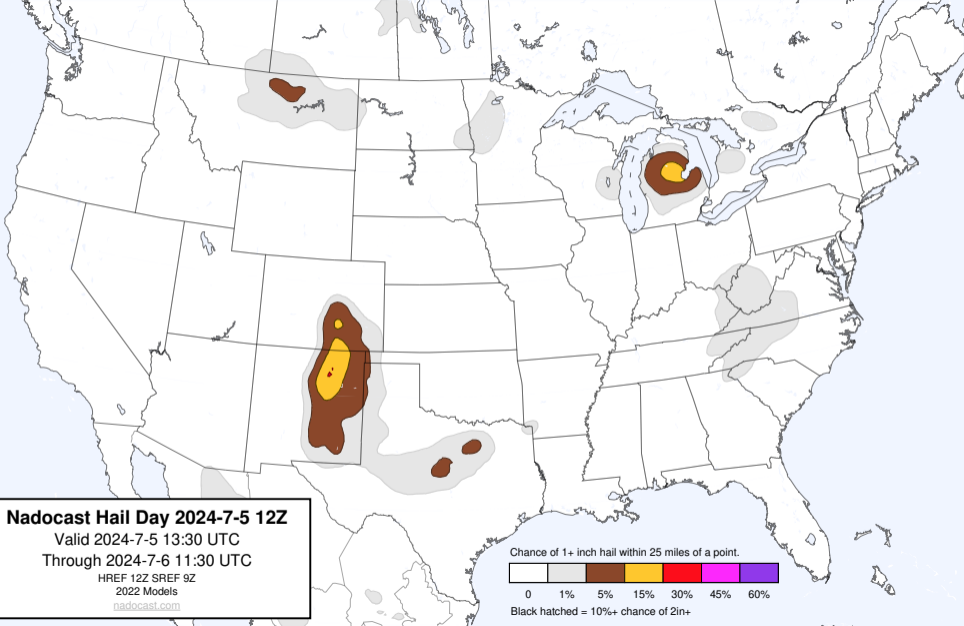 Nadocast Hail Day 2024-7-5 12Z
Valid 2024-7-5 13:30 UTC
Through 2024-7-6 11:30 UTC
HREF 12Z SREF 9Z
2022 Models
nadocast.com
Chance of 1+ inch hail within 25 miles of a point.
0 1% 5% 15% 30% 45% 60%
Black hatched = 10%+ chance of 2in+